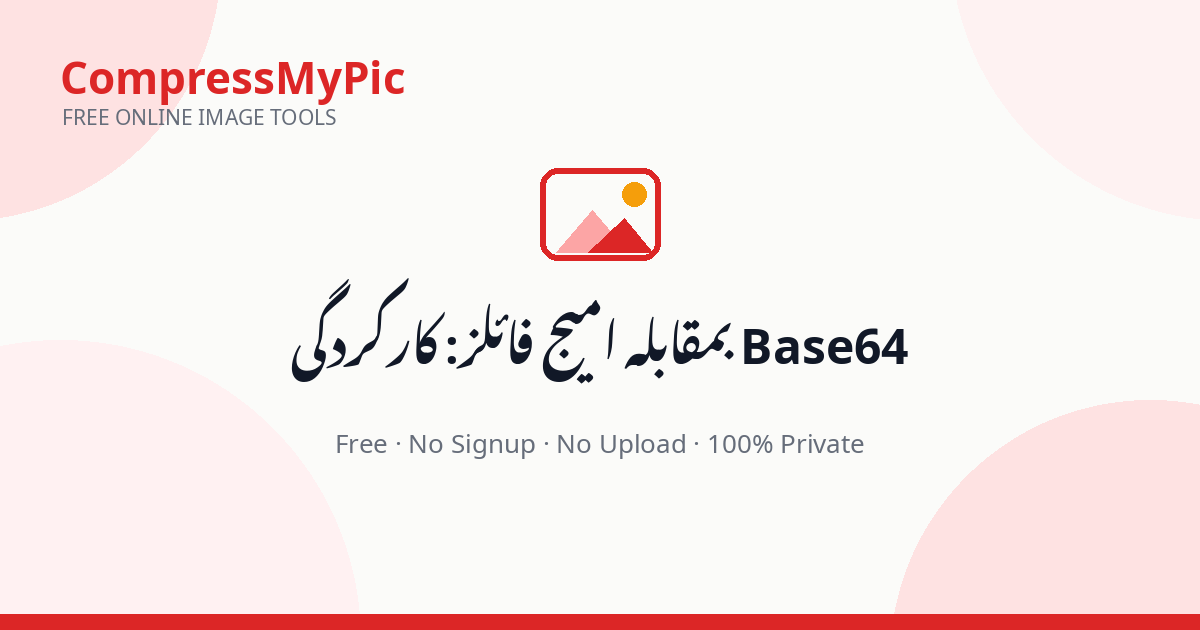 CompressMyPic
FREE ONLINE IMAGE TOOLS
Base64 بمقابلہ امیج فائلز: کارکردگی
Free · No Signup · No Upload · 100% Private